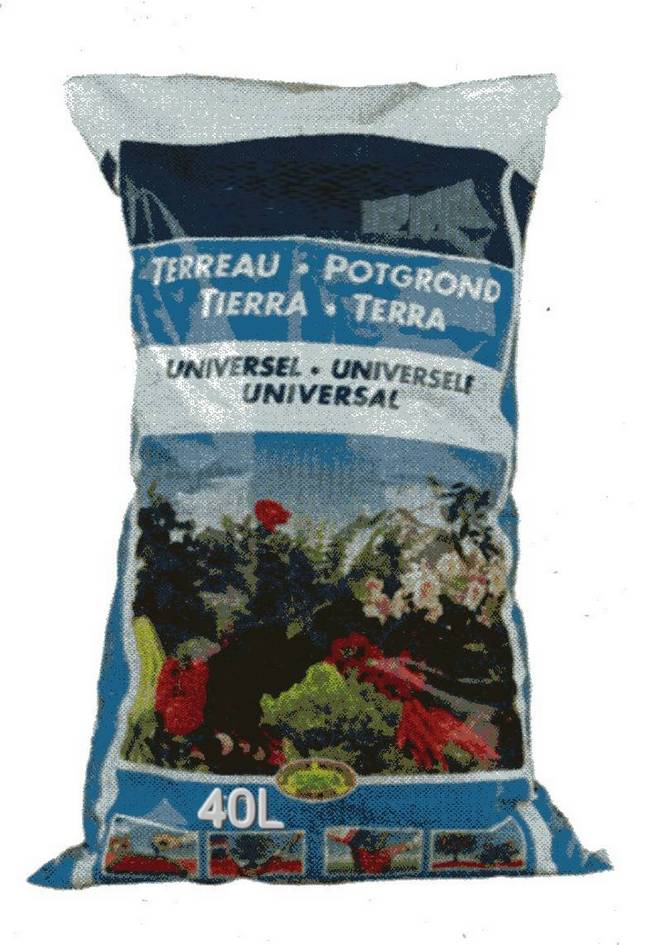 TERREAU • POTGROND
TIERRA • TERRA
UNIVERSEL • UNIVERSELE
UNIVERSAL
40L